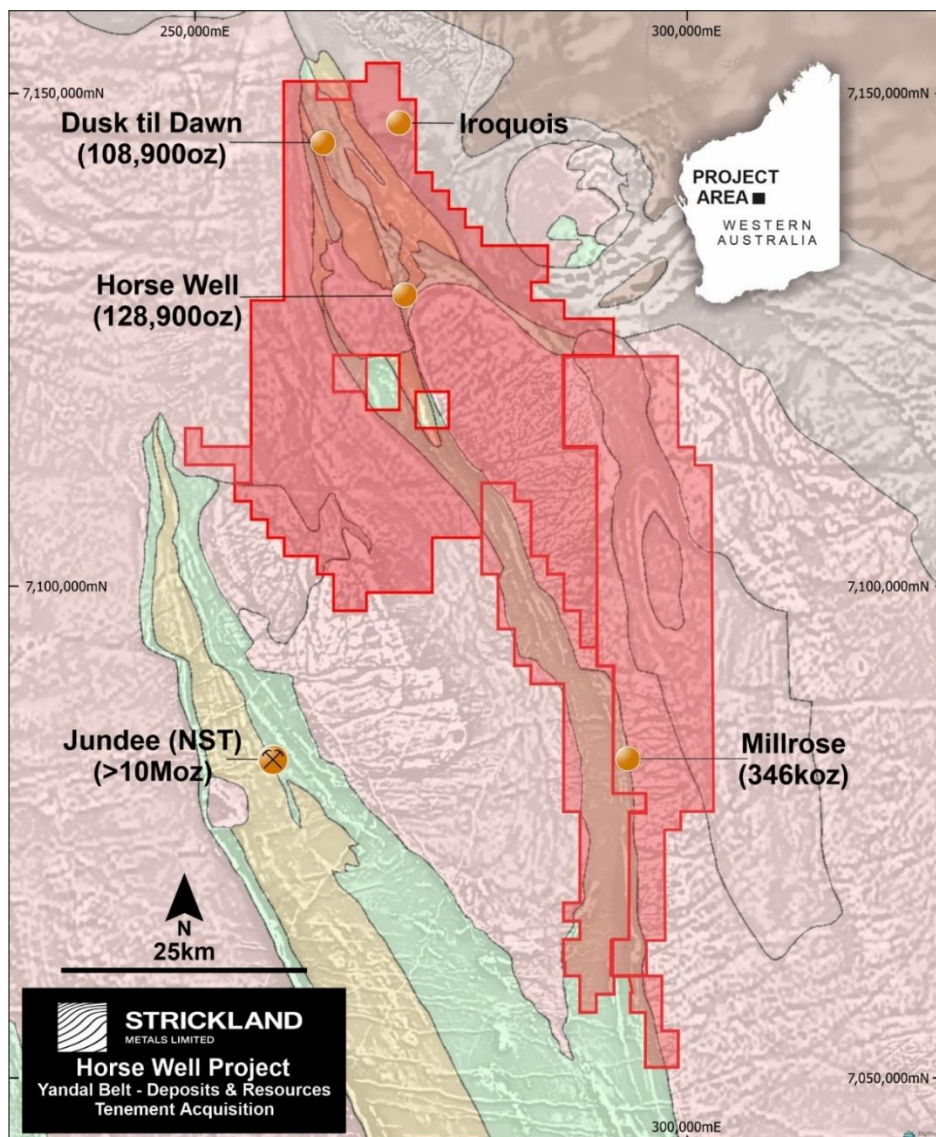 250,000mE
300,000mE
7,150,000mN
7,150,000mN
Dusk til Dawn
(108,900oz)
Iroquois
PROJECT
AREA
WESTERN
AUSTRALIA
Horse Well
(128,900oz)
7,100,000mN
7,100,000mN
Jundee (NST)
(>10Moz)
Millrose
(346koz)
N
25km
STRICKLAND
METALS LIMITED
Horse Well Project
Yandal Belt - Deposits & Resources
Tenement Acquisition
7,050,000mN
300,000mE